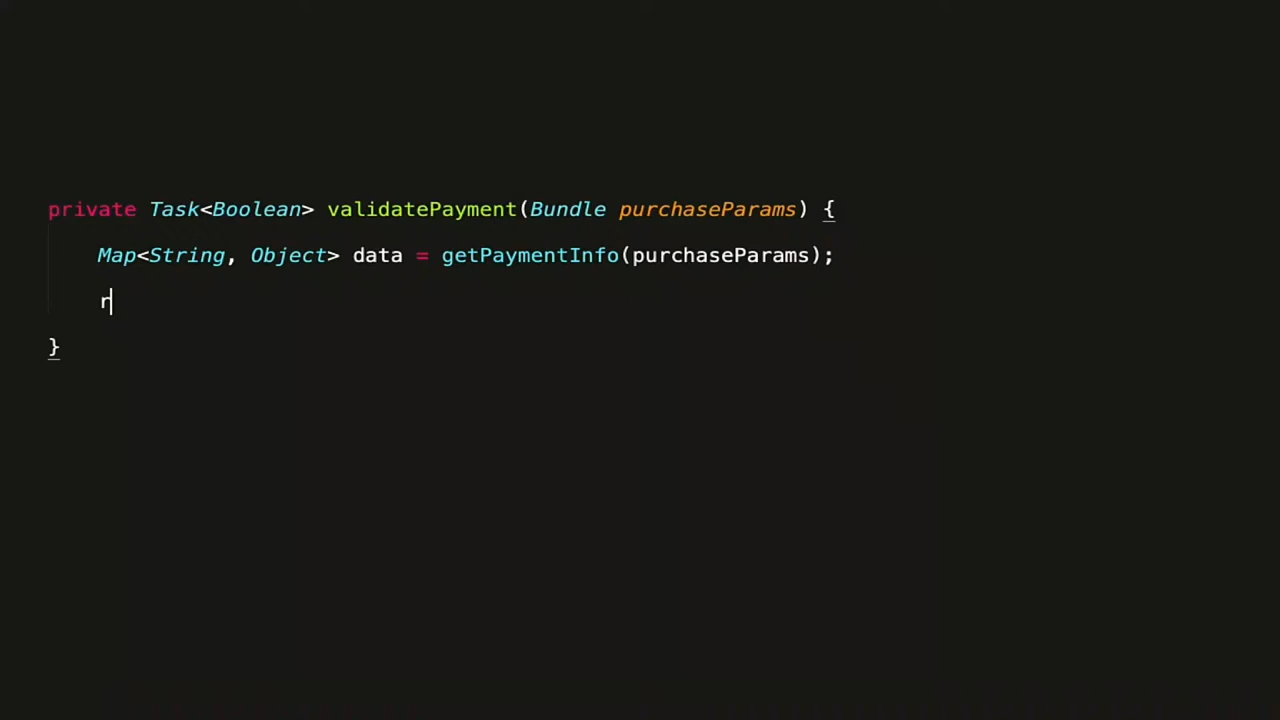 private Task<Boolean> validatePayment(Bundle purchaseParams) {
Map<String, Object> data = getPaymentInfo(purchaseParams);
r
}